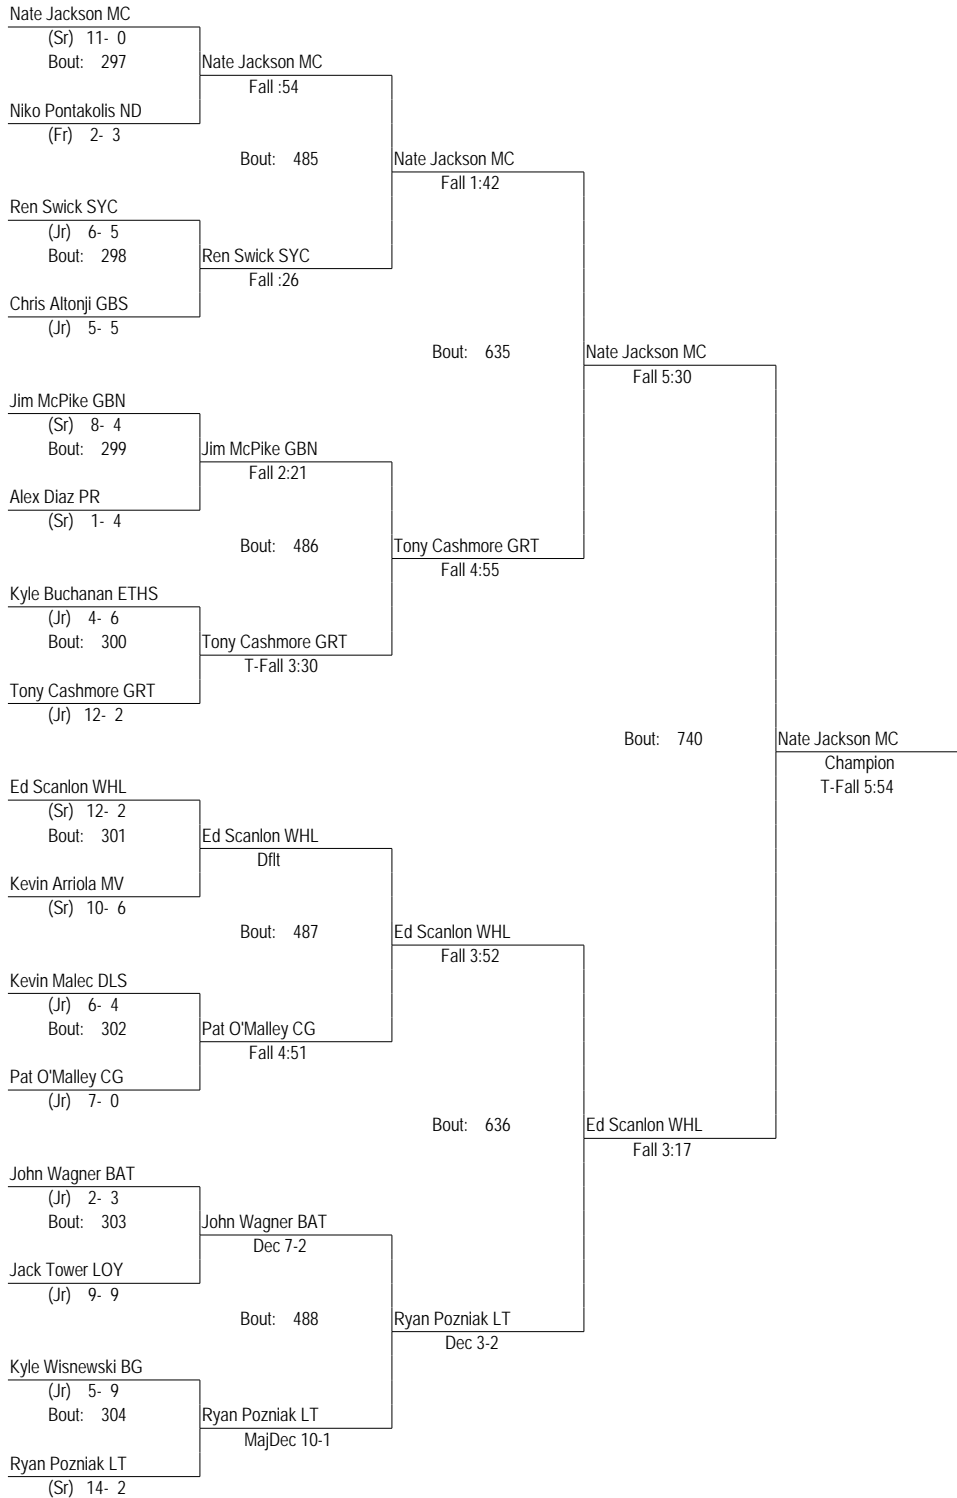 Nate Jackson MC
(Sr) 11- 0
Bout: 297
Nate Jackson MC
Fall :54
Niko Pontakolis ND
(Fr) 2- 3
Bout: 485
Nate Jackson MC
Fall 1:42
Ren Swick SYC
(Jr) 6- 5
Bout: 298
Ren Swick SYC
Fall :26
Chris Altonji GBS
(Jr) 5- 5
Bout: 635
Nate Jackson MC
Fall 5:30
Jim McPike GBN
(Sr) 8- 4
Bout: 299
Jim McPike GBN
Fall 2:21
Alex Diaz PR
(Sr) 1- 4
Bout: 486
Tony Cashmore GRT
Fall 4:55
Kyle Buchanan ETHS
(Jr) 4- 6
Bout: 300
Tony Cashmore GRT
T-Fall 3:30
Tony Cashmore GRT
(Jr) 12- 2
Bout: 740
Nate Jackson MC
Champion
T-Fall 5:54
Ed Scanlon WHL
(Sr) 12- 2
Bout: 301
Ed Scanlon WHL
Dflt
Kevin Arriola MV
(Sr) 10- 6
Bout: 487
Ed Scanlon WHL
Fall 3:52
Kevin Malec DLS
(Jr) 6- 4
Bout: 302
Pat O'Malley CG
Fall 4:51
Pat O'Malley CG
(Jr) 7- 0
Bout: 636
Ed Scanlon WHL
Fall 3:17
John Wagner BAT
(Jr) 2- 3
Bout: 303
John Wagner BAT
Dec 7-2
Jack Tower LOY
(Jr) 9- 9
Bout: 488
Ryan Pozniak LT
Dec 3-2
Kyle Wisnewski BG
(Jr) 5- 9
Bout: 304
Ryan Pozniak LT
MajDec 10-1
Ryan Pozniak LT
(Sr) 14- 2